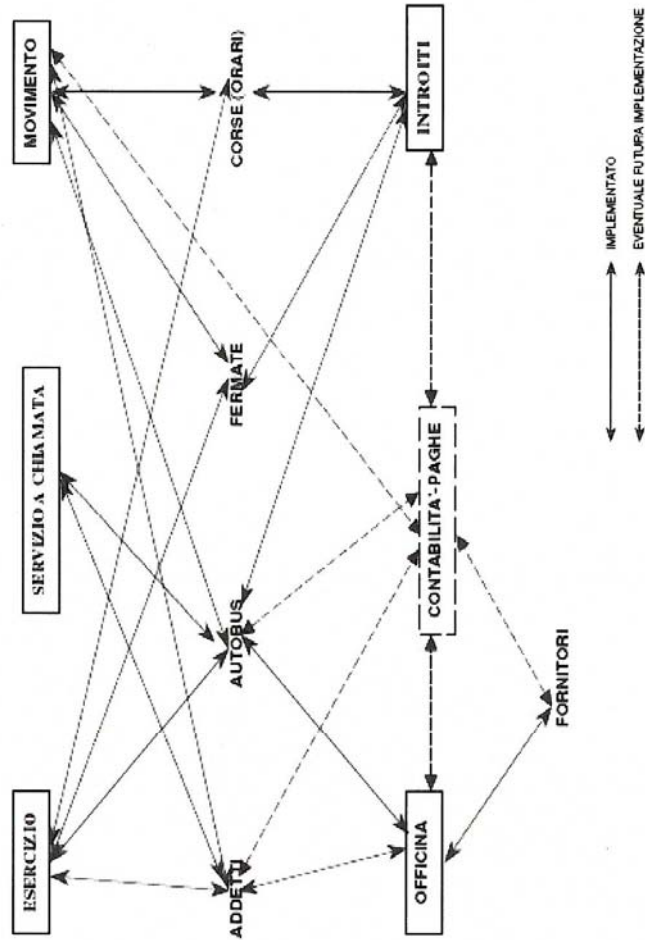 ESERCIZIO
SERVIZIO A CHIAMATA
MOVIMENTO
ADDETTI
AUTOBUS
FERMATE
CORSE (ORARI)
OFFICINA
CONTABILITA'-PAGHE
INTROITI
FORNITORI
IMPLEMENTATO
EVENTUALE FUTURA IMPLEMENTAZIONE